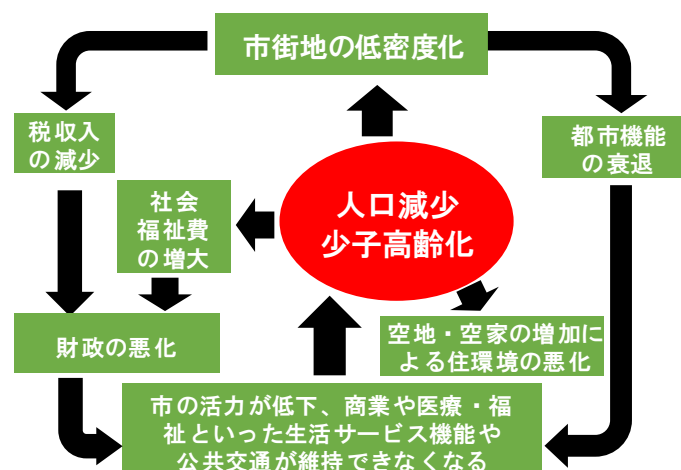 市街地の低密度化
税収入
の減少
都市機能
の衰退
社会
福祉費
の増大
人口減少
少子高齢化
財政の悪化
空地・空家の増加に
よる住環境の悪化
市の活力が低下、商業や医療・福
祉といった生活サービス機能や
公共交通が維持できなくなる